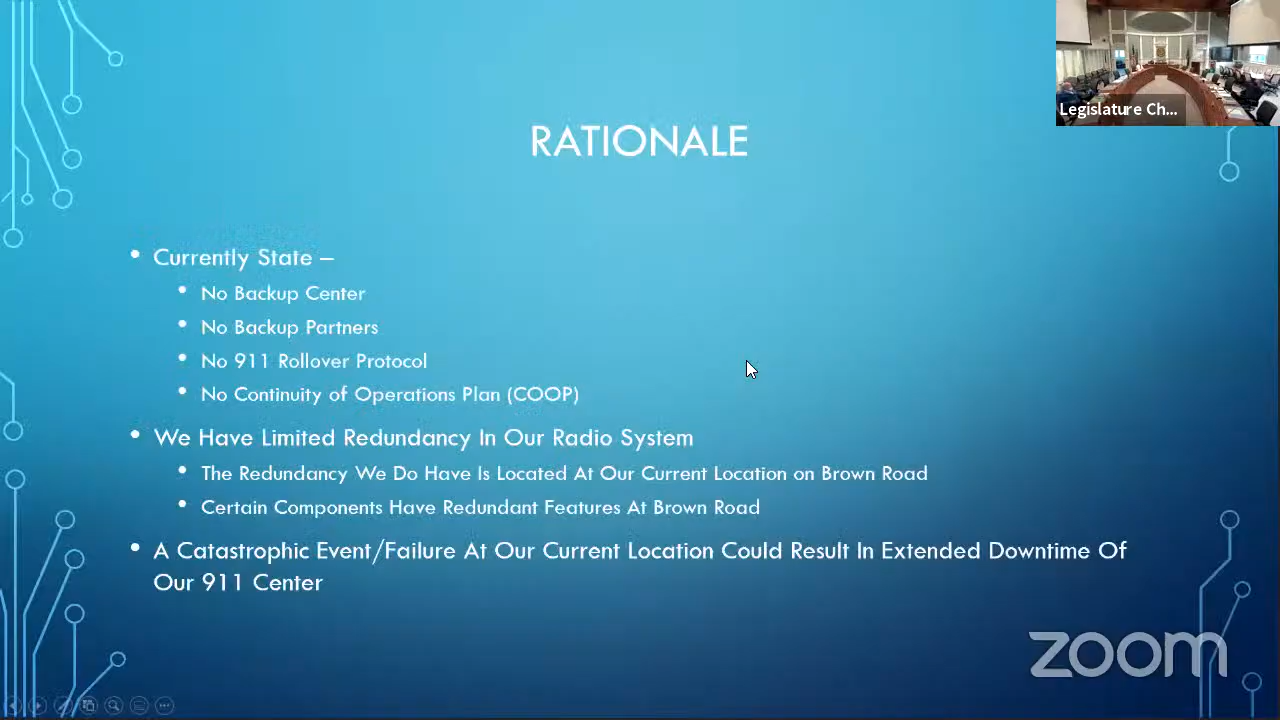 Legislature Ch...
RATIONALE
Currently State –
No Backup Center
No Backup Partners
No 911 Rollover Protocol
No Continuity of Operations Plan (COOP)
We Have Limited Redundancy In Our Radio System
The Redundancy We Do Have Is Located At Our Current Location on Brown Road
Certain Components Have Redundant Features At Brown Road
A Catastrophic Event/Failure At Our Current Location Could Result In Extended Downtime Of
Our 911 Center
zoom